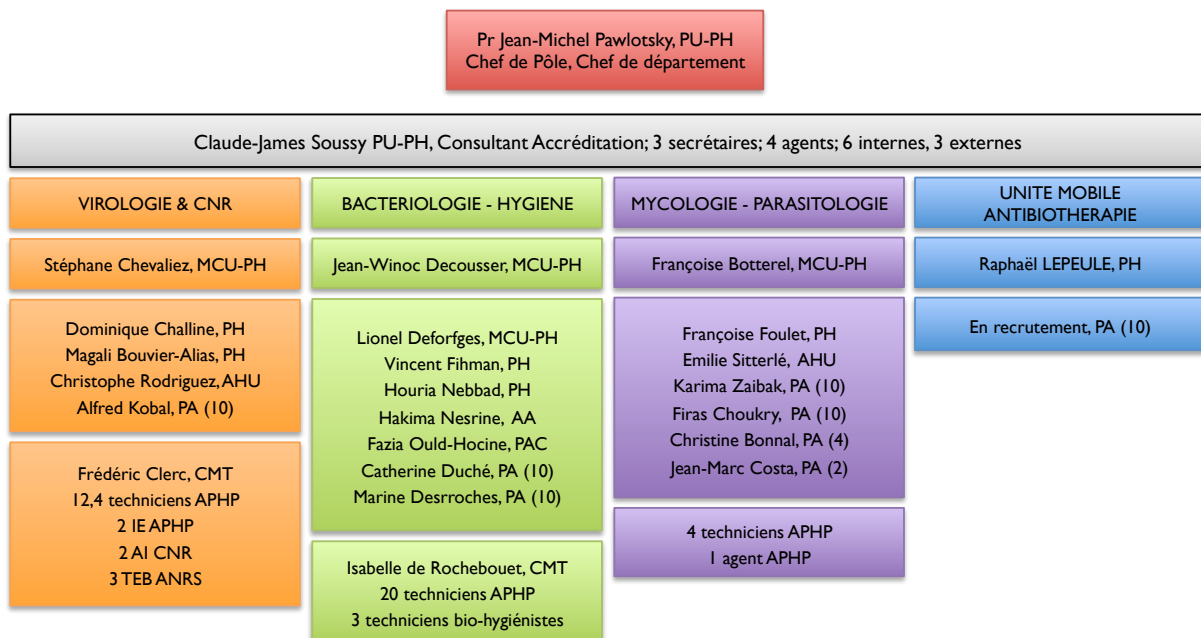 Pr Jean-Michel Pawlotsky, PU-PH
Chef de Pôle, Chef de département
Claude-James Soussy PU-PH, Consultant Accréditation; 3 secrétaires; 4 agents; 6 internes, 3 externes
VIROLOGIE & CNR
Stéphane Chevaliez, MCU-PH
Dominique Challine, PH
Magali Bouvier-Alias, PH
Christophe Rodriguez, AHU
Alfred Kobal, PA (10)
Frédéric Clerc, CMT
12,4 techniciens APHP
2 IE APHP
2 AI CNR
3 TEB ANRS
BACTERIOLOGIE - HYGIENE
Jean-Winoc Decousser, MCU-PH
Lionel Deforfges, MCU-PH
Vincent Fihman, PH
Houria Nebbad, PH
Hakima Nesrine, AA
Fazia Ould-Hocine, PAC
Catherine Duché, PA (10)
Marine Desrroches, PA (10)
Isabelle de Rochebouet, CMT
20 techniciens APHP
3 techniciens bio-hygiénistes
MYCOLOGIE - PARASITOLOGIE
Françoise Botterel, MCU-PH
Françoise Foulet, PH
Emilie Sitterlé, AHU
Karima Zaibak, PA (10)
Firas Choukry, PA (10)
Christine Bonnal, PA (4)
Jean-Marc Costa, PA (2)
4 techniciens APHP
1 agent APHP
UNITE MOBILE
ANTIBIOTHERAPIE
Raphaël LEPEULE, PH
En recrutement, PA (10)